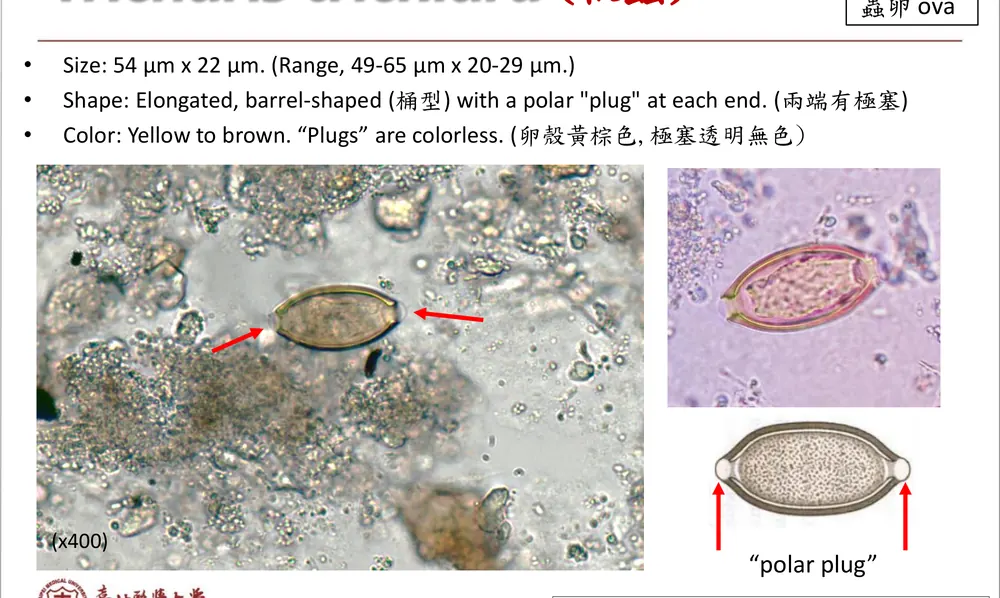 蟲卵 ova
• Size: 54 μm x 22 μm. (Range, 49-65 μm x 20-29 μm.)
• Shape: Elongated, barrel-shaped (桶型) with a polar "plug" at each end. (兩端有極塞)
• Color: Yellow to brown. “Plugs” are colorless. (卵殼黃棕色, 極塞透明無色）
(x400)
“polar plug”